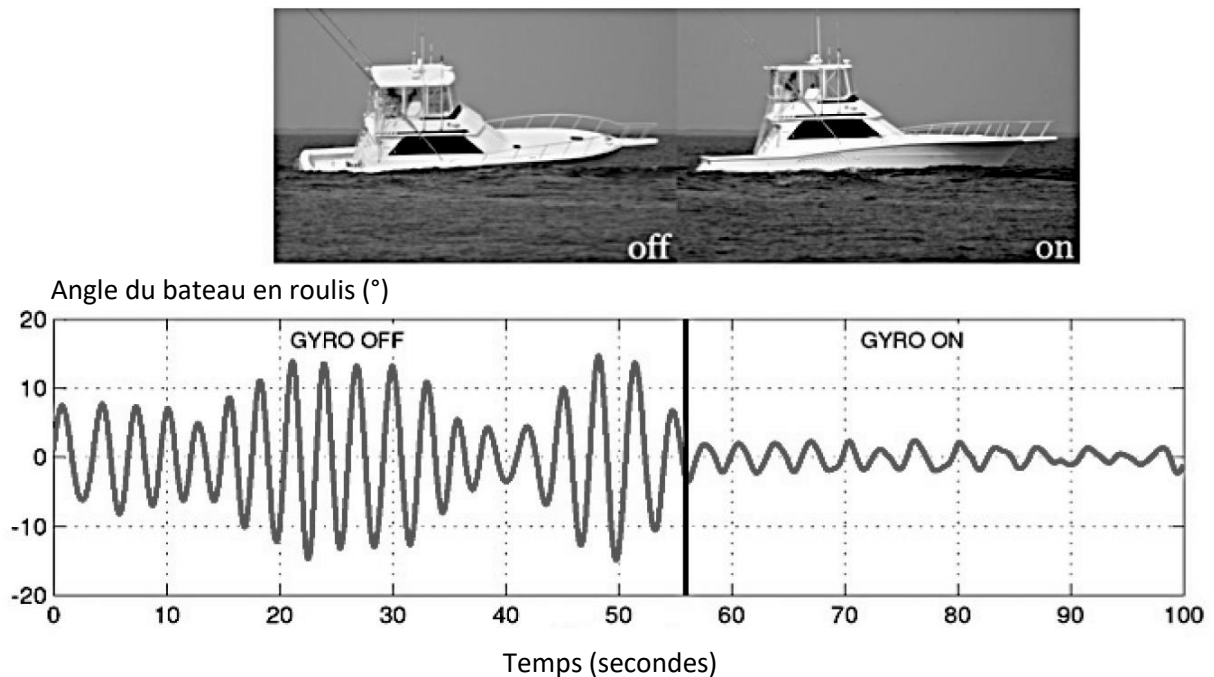 off on
Angle du bateau en roulis (°)
20
GYRO OFF GYRO ON
10
0
-10
-20
0 10 20 30 40 50 60 70 80 90 100
Temps (secondes)